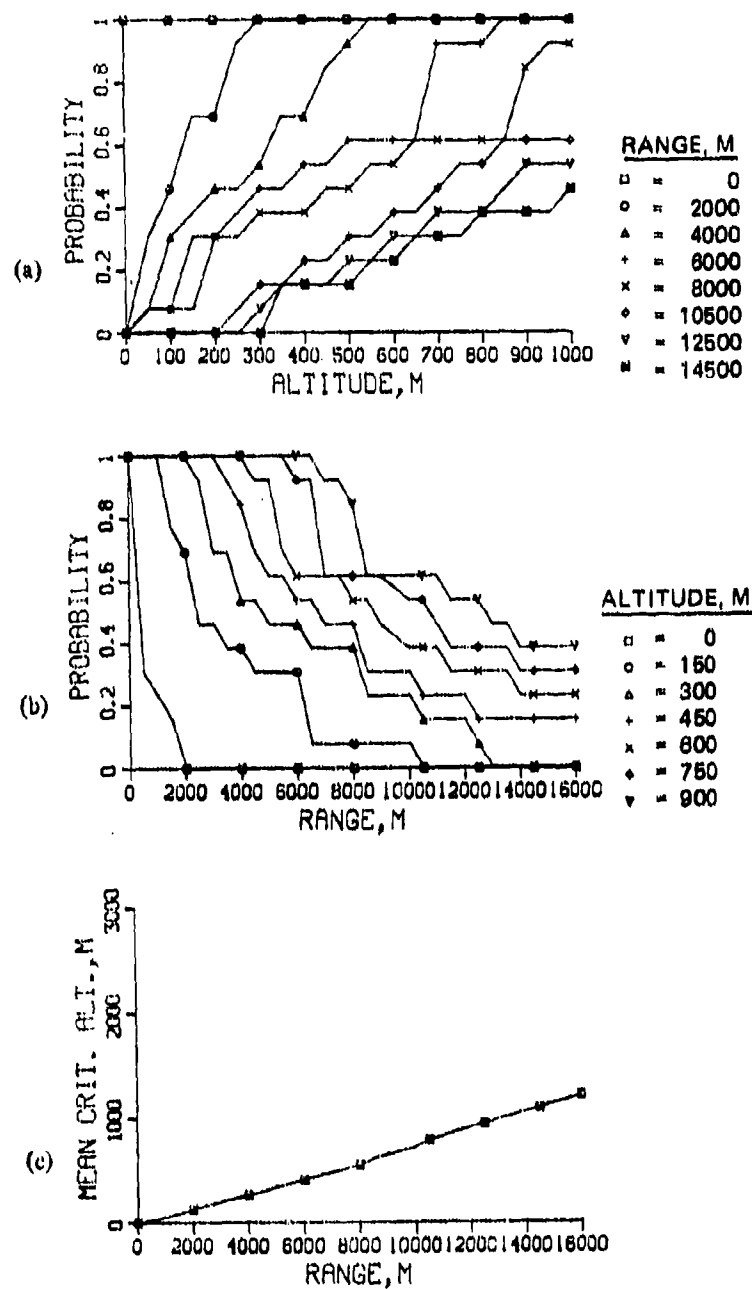 (a)
PROBABILITY
0 0.2 0.4 0.6 0.8 1
0 100 200 300 400 500 600 700 800 900 1000
ALTITUDE, M
RANGE, M
= 0
= 2000
= 4000
= 6000
= 8000
= 10500
= 12500
= 14500
(b)
PROBABILITY
0 0.2 0.4 0.6 0.8 1
0 2000 4000 6000 8000 10000 12000 14000 16000
RANGE, M
ALTITUDE, M
= 0
= 150
= 300
= 450
= 600
= 750
= 900
(c)
MEAN CRIT. ALT., M
0 1000 2000 3000
0 2000 4000 6000 8000 10000 12000 14000 16000
RANGE, M